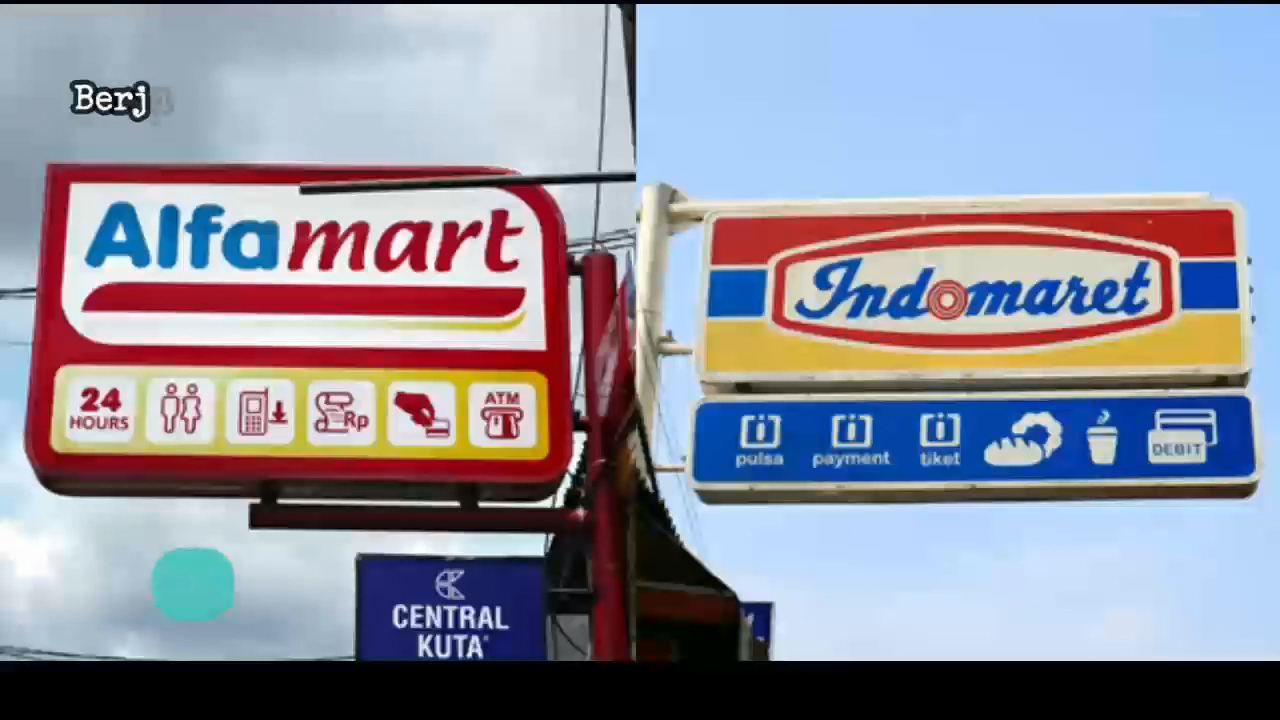 Berj
Alfamart
24
HOURS
Rp
ATM
CENTRAL
KUTA
Indomaret
pulsa
payment
tiket
DEBIT